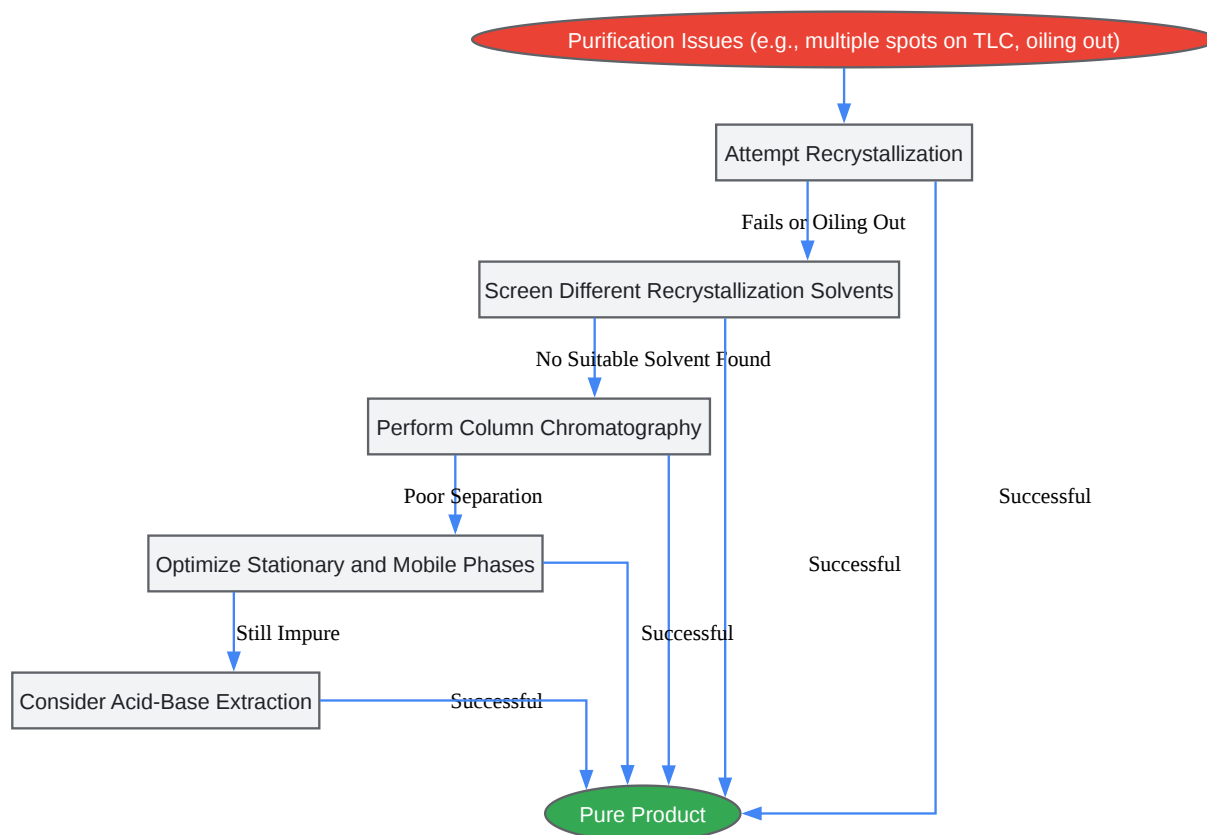 Purification Issues (e.g., multiple spots on TLC, oiling out)
Attempt Recrystallization
Fails or Oiling Out
Screen Different Recrystallization Solvents
No Suitable Solvent Found
Perform Column Chromatography
Poor Separation
Successful
Optimize Stationary and Mobile Phases
Successful
Still Impure
Successful
Consider Acid-Base Extraction
Successful
Pure Product